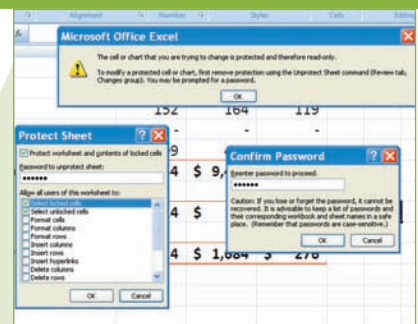 Alignment Number Styles Cells Editing
Microsoft Office Excel
The cell or chart that you are trying to change is protected and therefore read-only.
To modify a protected cell or chart, first remove protection using the Unprotect Sheet command (Review tab,
Changes group). You may be prompted for a password.
OK
152 164 119
- - -
Protect Sheet
Protect worksheet and contents of locked cells
Password to unprotect sheet:
••••••
Allow all users of this worksheet to:
Select locked cells
Select unlocked cells
Format cells
Format columns
Format rows
Insert columns
Insert rows
Insert hyperlinks
Delete columns
Delete rows
OK Cancel
9
4 $ 9,
4 $
4 $ 1,684 $ 276
Confirm Password
Reenter password to proceed.
••••••
Caution: If you lose or forget the password, it cannot be
recovered. It is advisable to keep a list of passwords and
their corresponding workbook and sheet names in a safe
place. (Remember that passwords are case-sensitive.)
OK Cancel